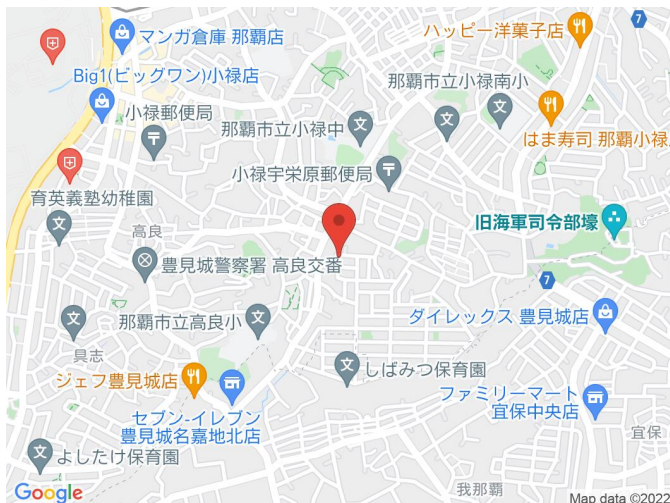 マンガ倉庫 那覇店
ハッピー洋菓子店
7
Big1(ビッグワン)小禄店
那覇市立小禄南小
小禄郵便局
那覇市立小禄中
はま寿司 那覇小禄店
小禄宇栄原郵便局
育英義塾幼稚園
高良
旧海軍司令部壕
豊見城警察署 高良交番
7
那覇市立高良小
ダイレックス 豊見城店
具志
しばみつ保育園
ジェフ豊見城店
ファミリーマート
宜保中央店
セブン-イレブン
豊見城名嘉地北店
宜保
よしたけ保育園
我那覇
Google
Map data ©2022